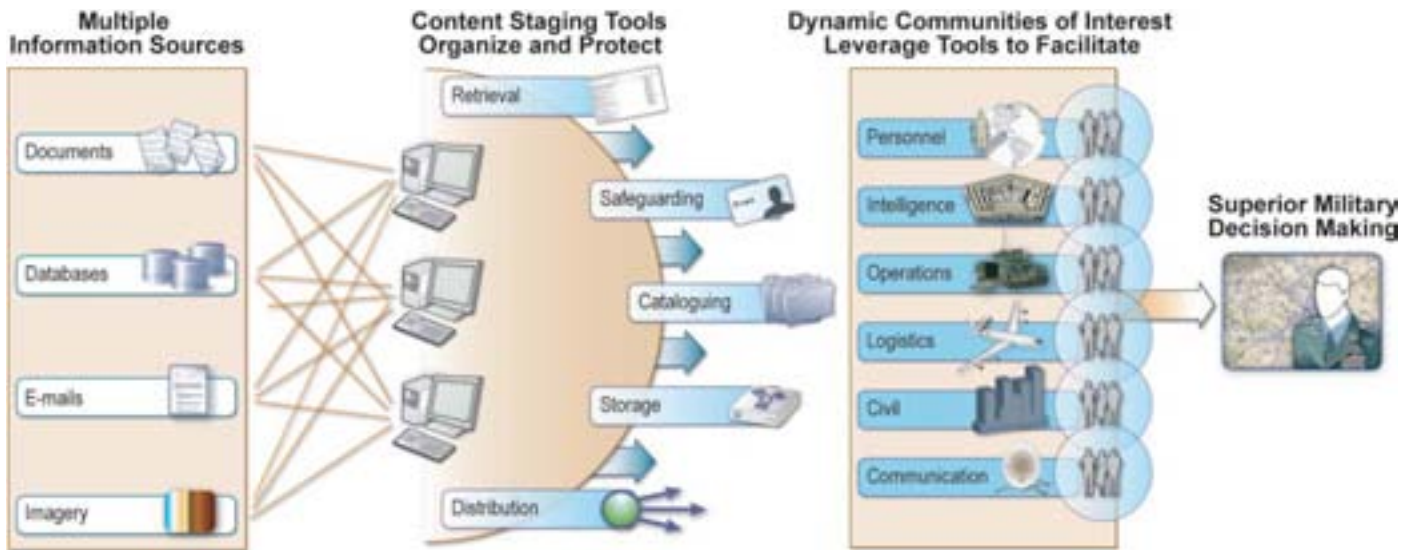 Multiple
Information Sources
Documents
Databases
E-mails
Imagery
Content Staging Tools
Organize and Protect
Retrieval
Safeguarding
Cataloguing
Storage
Distribution
Dynamic Communities of Interest
Leverage Tools to Facilitate
Personnel
Intelligence
Operations
Logistics
Civil
Communication
Superior Military
Decision Making